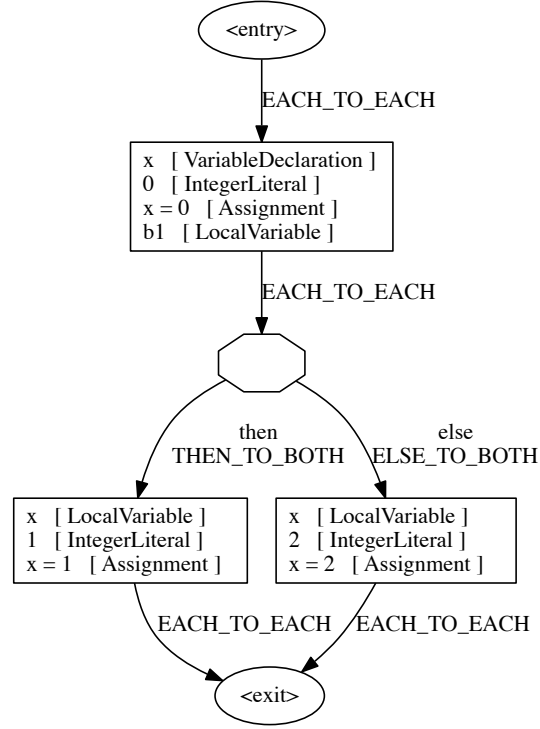 <entry>
EACH_TO_EACH
x [ VariableDeclaration ]
0 [ IntegerLiteral ]
x = 0 [ Assignment ]
b1 [ LocalVariable ]
EACH_TO_EACH
then
THEN_TO_BOTH
else
ELSE_TO_BOTH
x [ LocalVariable ]
1 [ IntegerLiteral ]
x = 1 [ Assignment ]
x [ LocalVariable ]
2 [ IntegerLiteral ]
x = 2 [ Assignment ]
EACH_TO_EACH
EACH_TO_EACH
<exit>